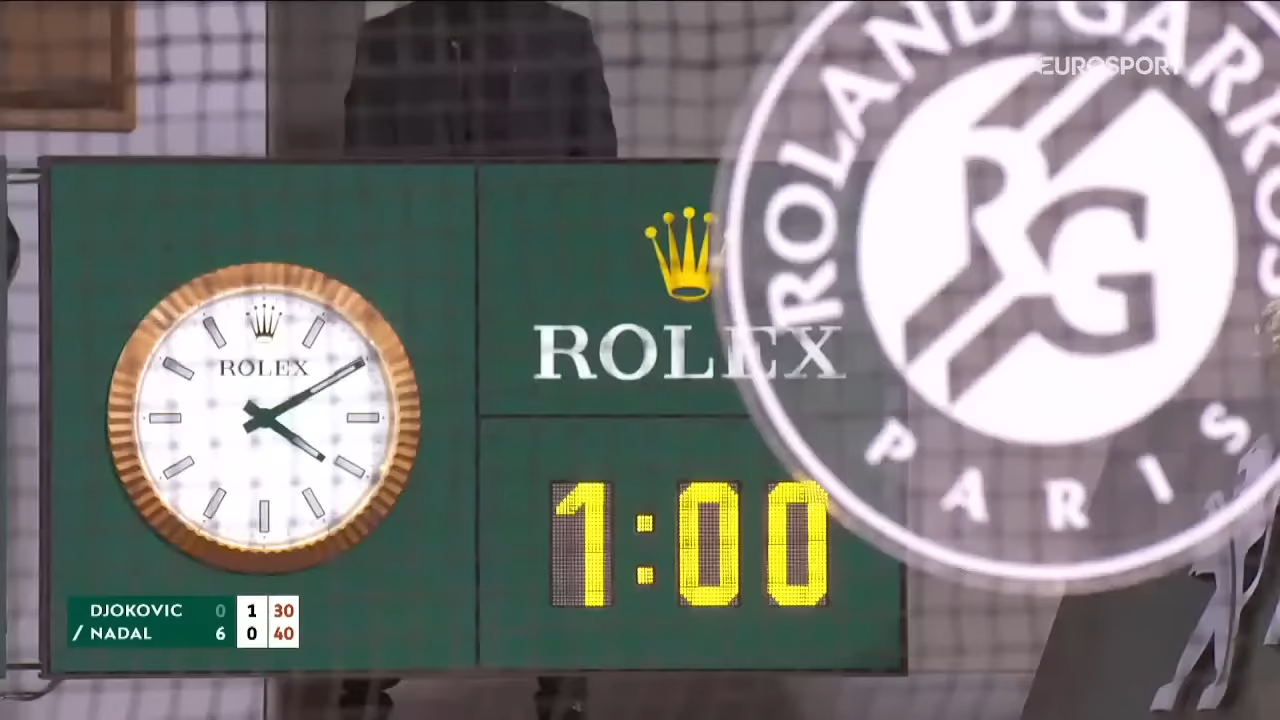 EUROSPORT
ROLAND GARROS
RG
PARIS
ROLEX
ROLEX
1:00
DJOKOVIC 0 1 30
/ NADAL 6 0 40